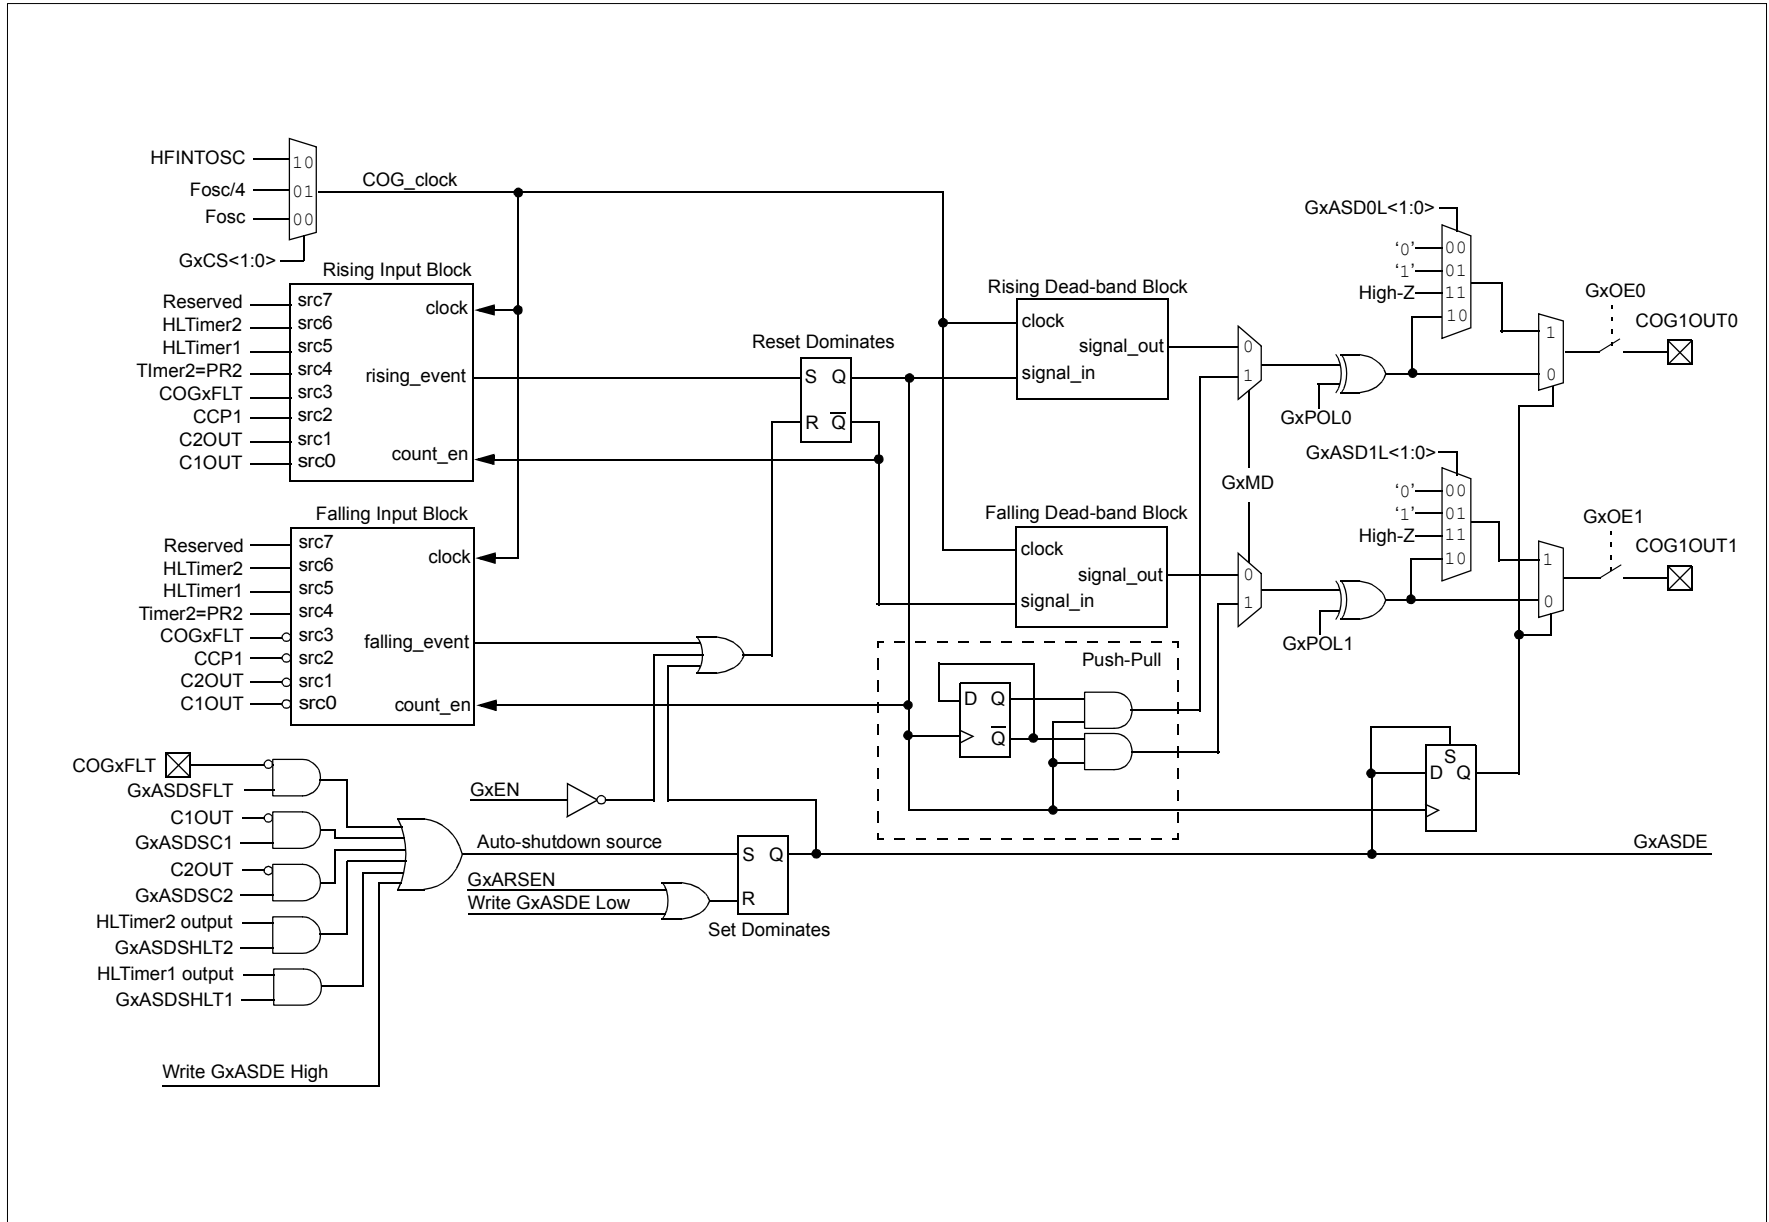 HFINTOSC
10
Fosc/4
01
COG_clock
Fosc
00
GxCS<1:0>
Rising Input Block
Reserved
src7
clock
HLTimer2
src6
HLTimer1
src5
TImer2=PR2
src4
rising_event
COGxFLT
src3
CCP1
src2
C2OUT
src1
count_en
C1OUT
src0
Falling Input Block
Reserved
src7
clock
HLTimer2
src6
HLTimer1
src5
Timer2=PR2
src4
COGxFLT
src3
falling_event
CCP1
src2
C2OUT
src1
C1OUT
src0
count_en
Reset Dominates
S Q
R Q
Rising Dead-band Block
clock
signal_out
signal_in
Falling Dead-band Block
clock
signal_out
signal_in
0
1
GxMD
0
1
GxPOL0
GxPOL1
GxASD0L<1:0>
‘0’
00
‘1’
01
High-Z
11
10
1
0
GxOE0
COG1OUT0
GxASD1L<1:0>
‘0’
00
‘1’
01
High-Z
11
10
1
0
GxOE1
COG1OUT1
Push-Pull
D Q
Q
S
D Q
COGxFLT
GxASDSFLT
C1OUT
GxASDSC1
C2OUT
GxASDSC2
HLTimer2 output
GxASDSHLT2
HLTimer1 output
GxASDSHLT1
Write GxASDE High
GxEN
Auto-shutdown source
GxARSEN
Write GxASDE Low
S Q
R
Set Dominates
GxASDE